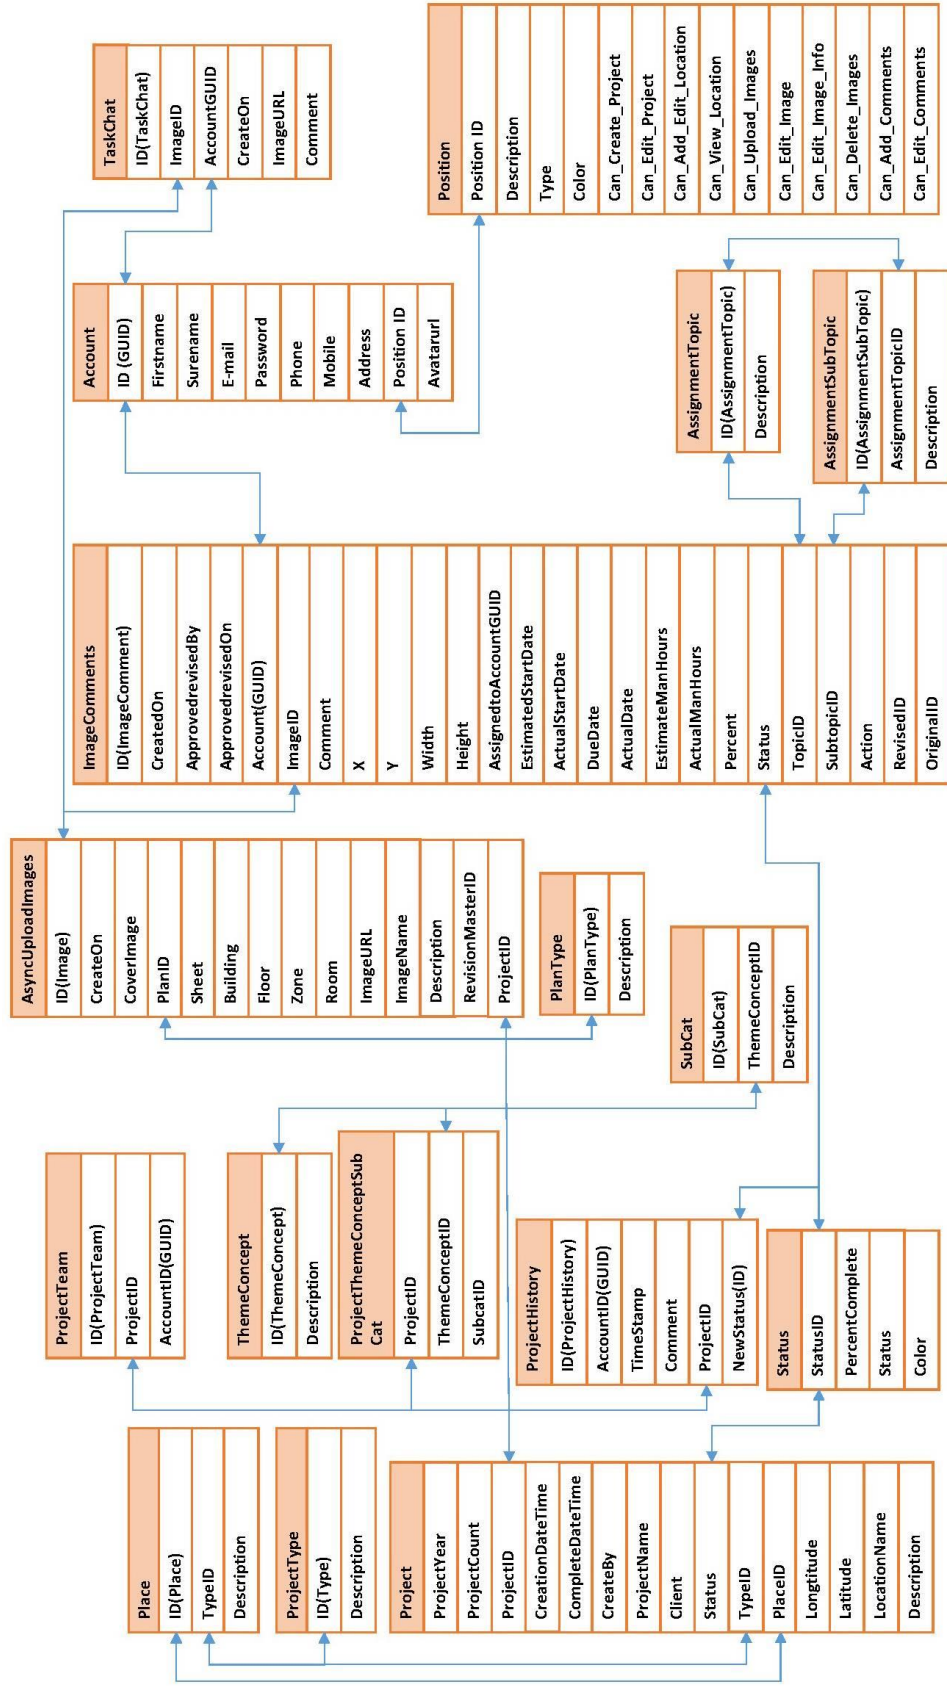 Place
ID(Place)
TypeID
Description
ProjectType
ID(Type)
Description
Project
ProjectYear
ProjectCount
ProjectID
CreationDateTime
CompleteDateTime
CreateBy
ProjectName
Client
Status
TypeID
PlaceID
Longtitude
Latitude
LocationName
Description
ProjectTeam
ID(ProjectTeam)
ProjectID
AccountID(GUID)
ThemeConcept
ID(ThemeConcept)
Description
ProjectThemeConceptSub
Cat
ProjectID
ThemeConceptID
SubcatID
ProjectHistory
ID(ProjectHistory)
AccountID(GUID)
TimeStamp
Comment
ProjectID
NewStatus(ID)
Status
StatusID
PercentComplete
Status
Color
AsyncUploadImages
ID(Image)
CreateOn
CoverImage
PlanID
Sheet
Building
Floor
Zone
Room
ImageURL
ImageName
Description
RevisionMasterID
ProjectID
PlanType
ID(PlanType)
Description
SubCat
ID(SubCat)
ThemeConceptID
Description
ImageComments
ID(ImageComment)
CreatedOn
ApprovedrevisedBy
ApprovedrevisedOn
Account(GUID)
ImageID
Comment
X
Y
Width
Height
AssignedtoAccountGUID
EstimatedStartDate
ActualStartDate
DueDate
ActualDate
EstimateManHours
ActualManHours
Percent
Status
TopicID
SubtopicID
Action
RevisedID
OriginalID
Account
ID (GUID)
Firstname
Surename
E-mail
Password
Phone
Mobile
Address
Position ID
Avatarurl
AssignmentTopic
ID(AssignmentTopic)
Description
AssignmentSubTopic
ID(AssignmentSubTopic)
AssignmentTopicID
Description
TaskChat
ID(TaskChat)
ImageID
AccountGUID
CreateOn
ImageURL
Comment
Position
Position ID
Description
Type
Color
Can_Create_Project
Can_Edit_Project
Can_Add_Edit_Location
Can_View_Location
Can_Upload_Images
Can_Edit_Image
Can_Edit_Image_Info
Can_Delete_Images
Can_Add_Comments
Can_Edit_Comments